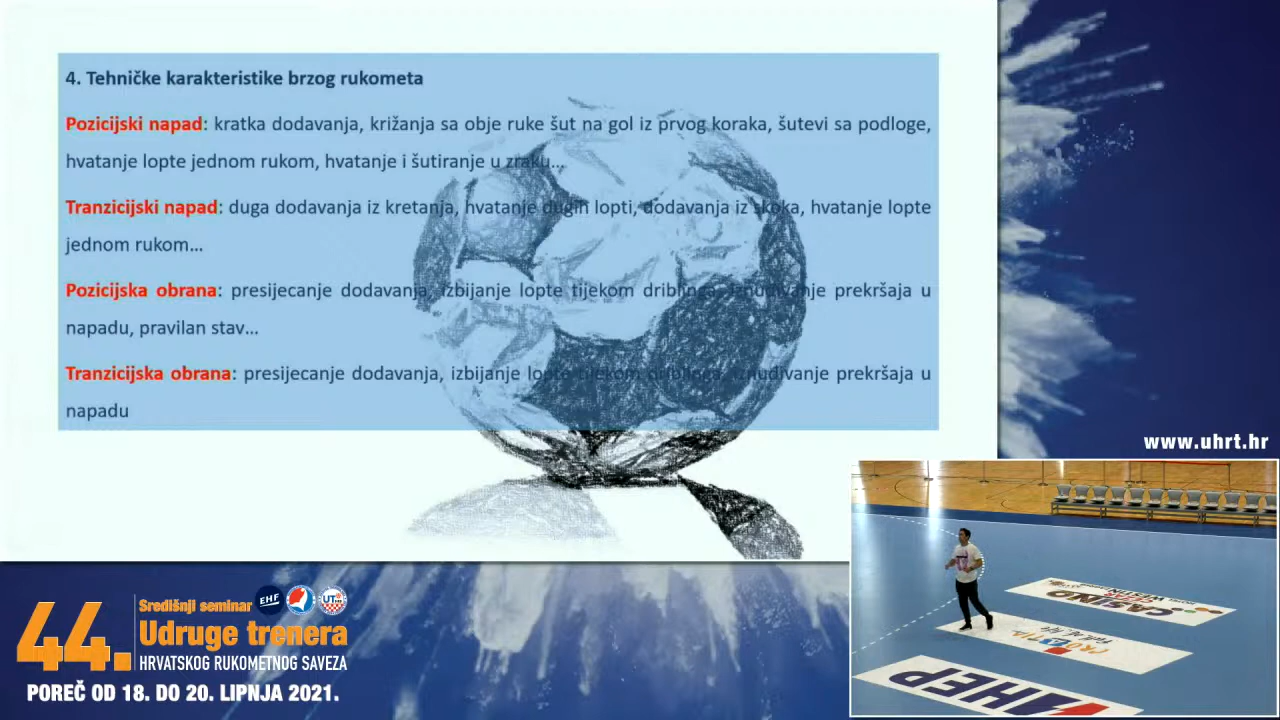 4. Tehničke karakteristike brzog rukometa
Pozicijski napad: kratka dodavanja, križanja sa obje ruke šut na gol iz prvog koraka, šutevi sa podloge,
hvatanje lopte jednom rukom, hvatanje i šutiranje u zraku...
Tranzicijski napad: duga dodavanja iz kretanja, hvatanje dugih lopti, dodavanja iz skoka, hvatanje lopte
jednom rukom...
Pozicijska obrana: presijecanje dodavanja, izbijanje lopte tijekom driblinga, iznuđivanje prekršaja u
napadu, pravilan stav...
Tranzicijska obrana: presijecanje dodavanja, izbijanje lopte tijekom driblinga, iznuđivanje prekršaja u
napadu
www.uhrt.hr
CASINO
HEP
44.
Središnji seminar
EHF
Udruge trenera
HRVATSKOG RUKOMETNOG SAVEZA
POREČ OD 18. DO 20. LIPNJA 2021.